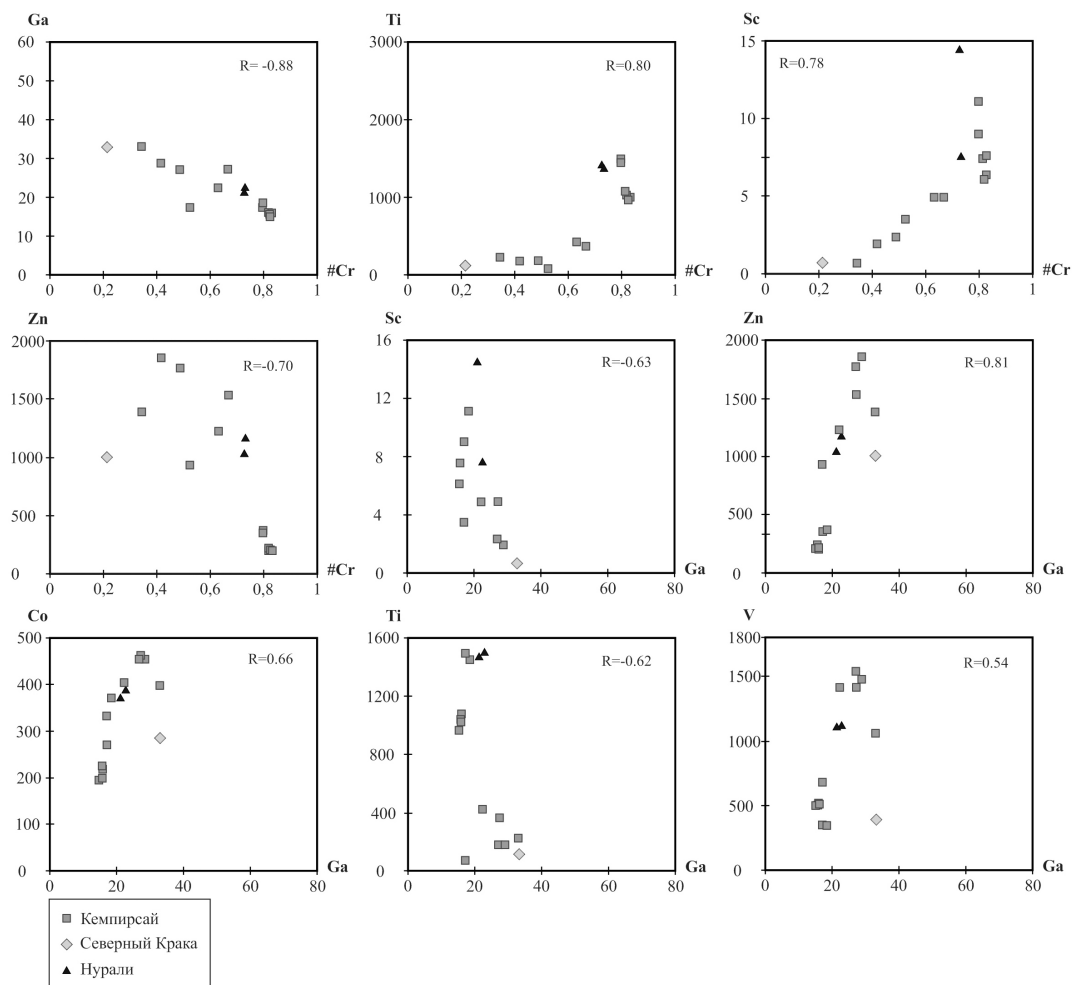 Ga
60
50
40
30
20
10
0
R= -0.88
0 0,2 0,4 0,6 0,8 1
#Cr
Ti
3000
2000
1000
0
R=0.80
0 0,2 0,4 0,6 0,8 1
#Cr
Sc
15
10
5
0
R=0.78
0 0,2 0,4 0,6 0,8 1
#Cr
Zn
2000
1500
1000
500
0
R=-0.70
0 0,2 0,4 0,6 0,8 1
#Cr
Sc
16
12
8
4
0
R=-0.63
0 20 40 60 80
Ga
Zn
2000
1500
1000
500
0
R=0.81
0 20 40 60 80
Ga
Co
500
400
300
200
100
0
R=0.66
0 20 40 60 80
Ga
Ti
1600
1200
800
400
0
R=-0.62
0 20 40 60 80
Ga
V
1800
1500
1000
500
0
R=0.54
0 20 40 60 80
Ga
Кемпирсай
Северный Крака
Нурали